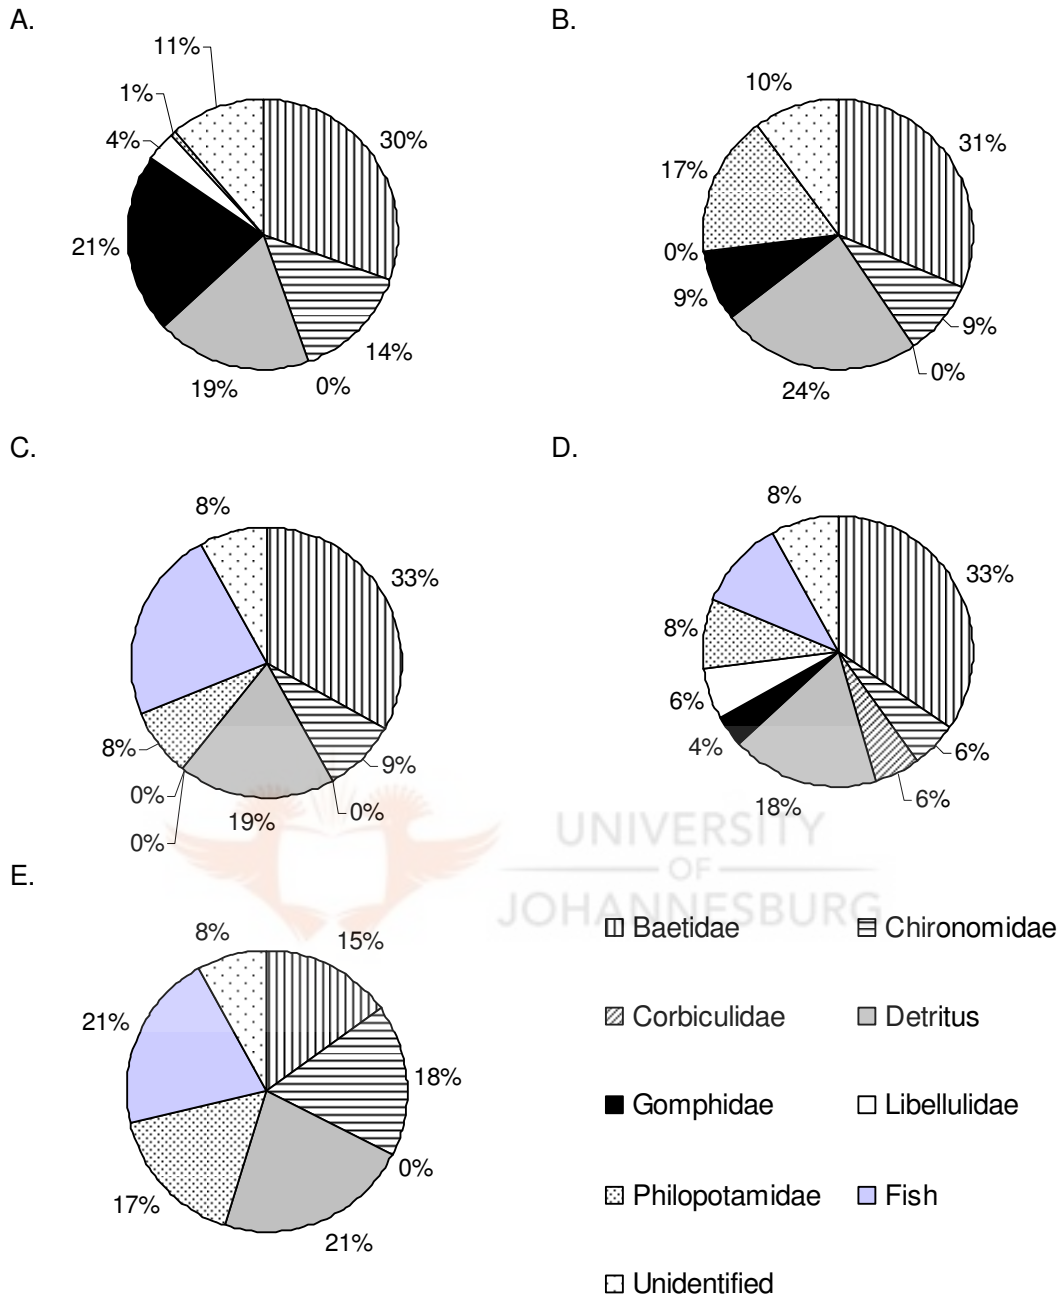 A.
B.
11%
1%
4%
30%
21%
14%
19%
0%
10%
31%
17%
0%
9%
9%
0%
24%
C.
D.
8%
33%
8%
9%
0%
0%
0%
19%
8%
33%
8%
6%
4%
6%
6%
18%
UNIVERSITY
OF
JOHANNESBURG
E.
8%
15%
21%
18%
0%
17%
21%
Baetidae
Chironomidae
Corbiculidae
Detritus
Gomphidae
Libellulidae
Philopotamidae
Fish
Unidentified